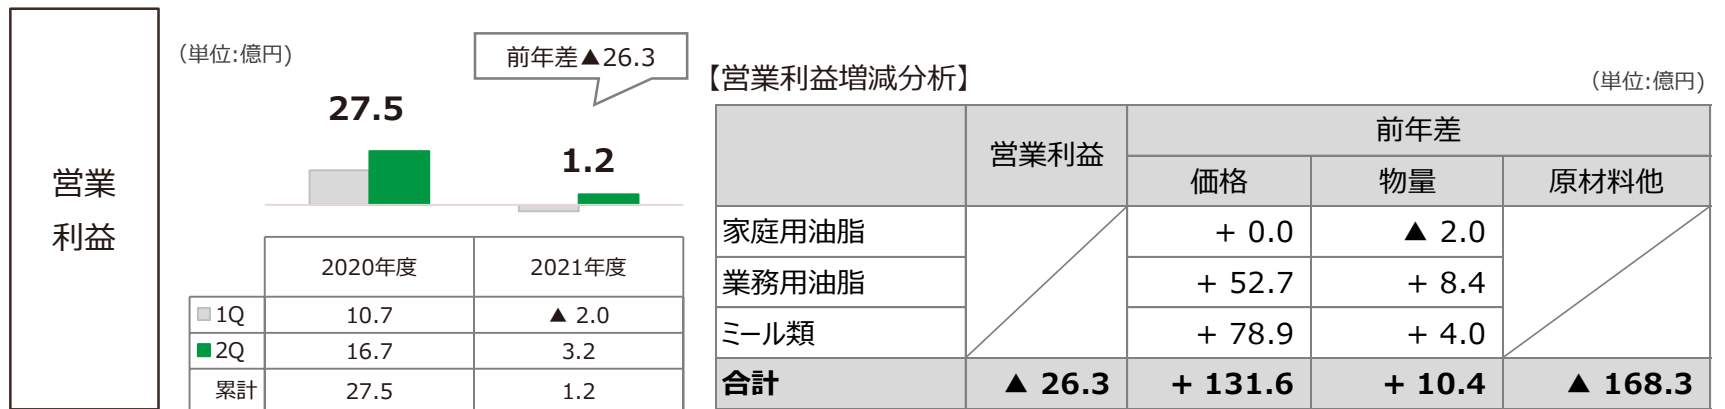 営業
利益
（単位:億円）
前年差▲26.3
27.5
1.2
2020年度 2021年度
1Q 10.7 ▲ 2.0
2Q 16.7 3.2
累計 27.5 1.2
【営業利益増減分析】
（単位:億円）
営業利益 前年差
価格 物量 原材料他
家庭用油脂 + 0.0 ▲ 2.0
業務用油脂 + 52.7 + 8.4
ミール類 + 78.9 + 4.0
合計 ▲ 26.3 + 131.6 + 10.4 ▲ 168.3